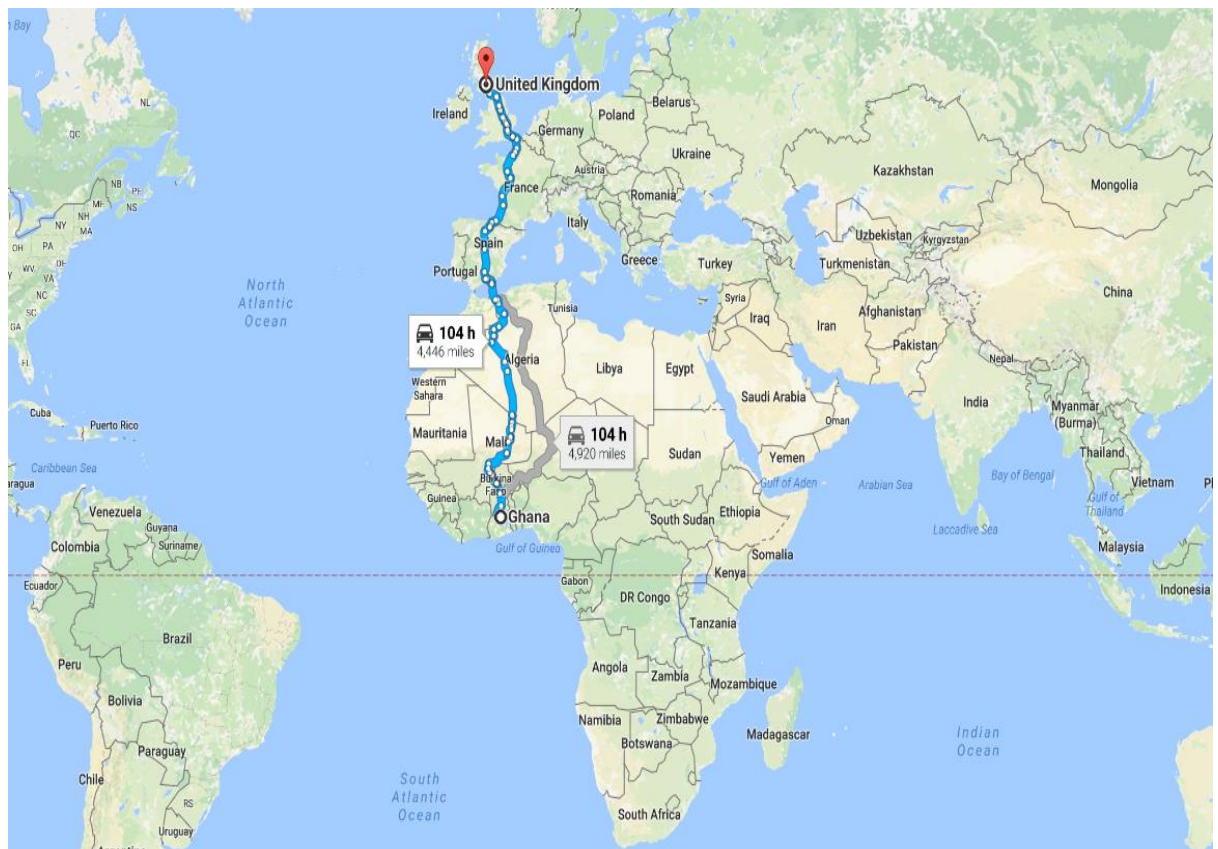 on Bay
NL
QC
ON
NB
PE
MH
NS
NY
NH
MA
PA
OH
WV
VA
NC
SC
GA
FL
North
Atlantic
Ocean
United Kingdom
Ireland
Germany
Poland
Belarus
Ukraine
Austria
France
Romania
Italy
Spain
Portugal
Greece
Turkey
Kazakhstan
Mongolia
Uzbekistan
Kyrgyzstan
Turkmenistan
China
Syria
Iraq
Iran
Afghanistan
Pakistan
Nepal
Tunisia
104 h
4,446 miles
Algeria
Libya
Egypt
Western
Sahara
Saudi Arabia
Oman
India
Myanmar
(Burma)
Cuba
Puerto Rico
Mauritania
Mali
104 h
4,920 miles
Sudan
Yemen
Thailand
Vietnam
Caribbean Sea
aragua
Burkina
Faso
Gulf of Aden
Arabian Sea
Bay of Bengal
Gulf of
Thailand
Guinea
Ghana
Gulf of Guinea
South Sudan
Ethiopia
Somalia
Laccadive Sea
Venezuela
Guyana
Suriname
Colombia
Malaysia
Ecuador
Gabon
Kenya
DR Congo
Indonesia
Tanzania
Brazil
Peru
Angola
Zambia
Mozambique
Bolivia
Namibia
Zimbabwe
Botswana
Madagascar
Indian
Ocean
Paraguay
Chile
South
Atlantic
Ocean
RS
Uruguay
South Africa